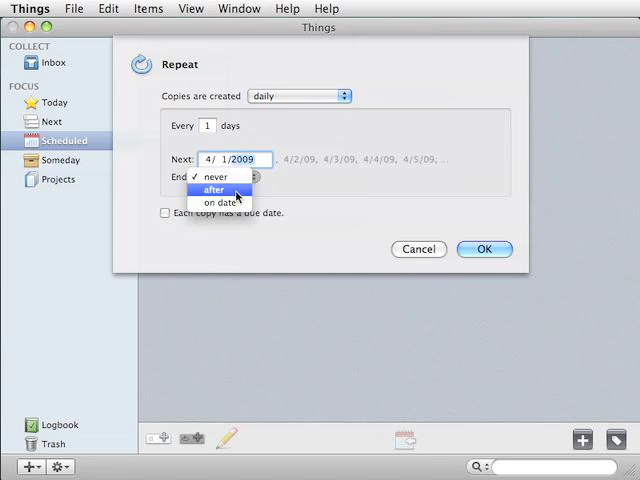 Things File Edit Items View Window Help Help
Things
COLLECT
Inbox
FOCUS
Today
Next
Scheduled
Someday
Projects
Logbook
Trash
Repeat
Copies are created daily
Every 1 days
Next: 4/ 1/2009 , 4/2/09, 4/3/09, 4/4/09, 4/5/09, ...
End ✓ never
after
on date
Each copy has a due date.
Cancel OK